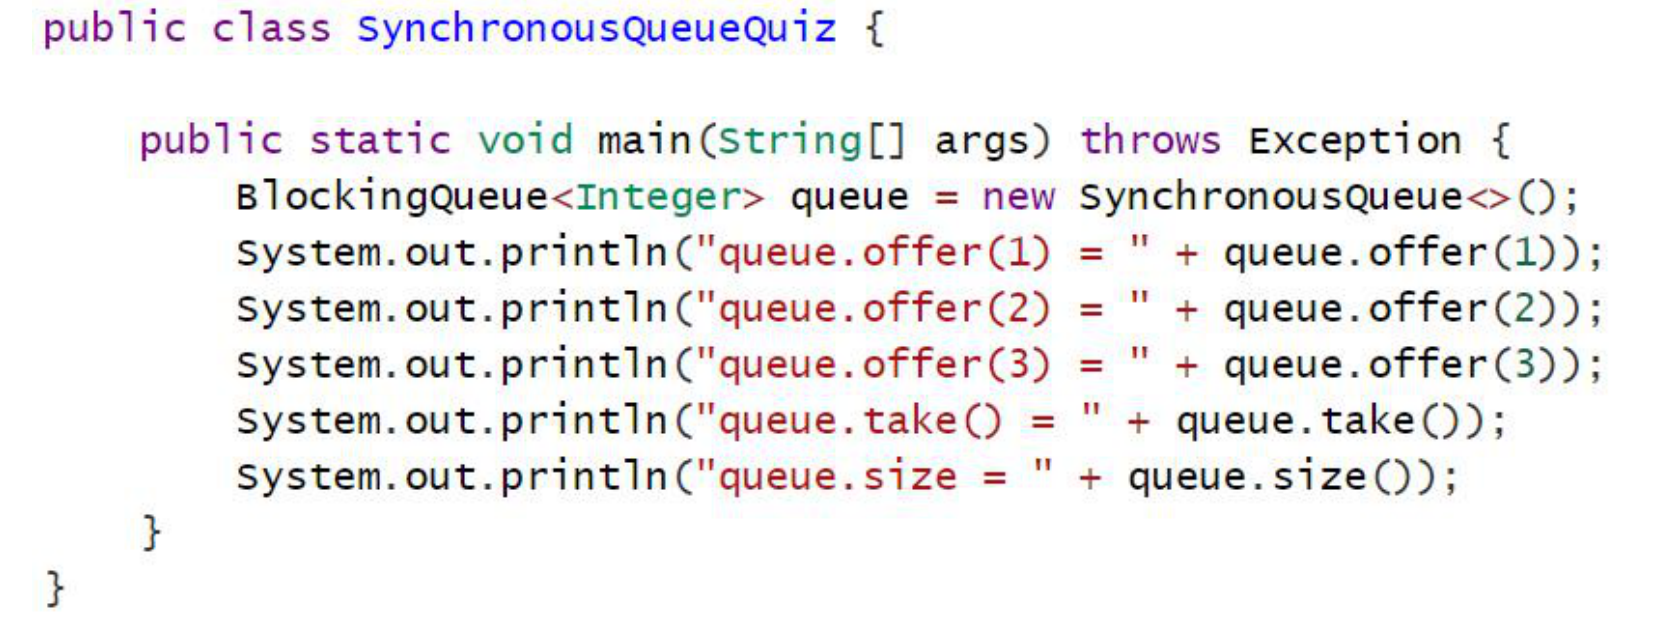 public class SynchronousQueueQuiz {
public static void main(String[] args) throws Exception {
BlockingQueue<Integer> queue = new SynchronousQueue<>();
System.out.println("queue.offer(1) = " + queue.offer(1));
System.out.println("queue.offer(2) = " + queue.offer(2));
System.out.println("queue.offer(3) = " + queue.offer(3));
System.out.println("queue.take() = " + queue.take());
System.out.println("queue.size = " + queue.size());
}
}